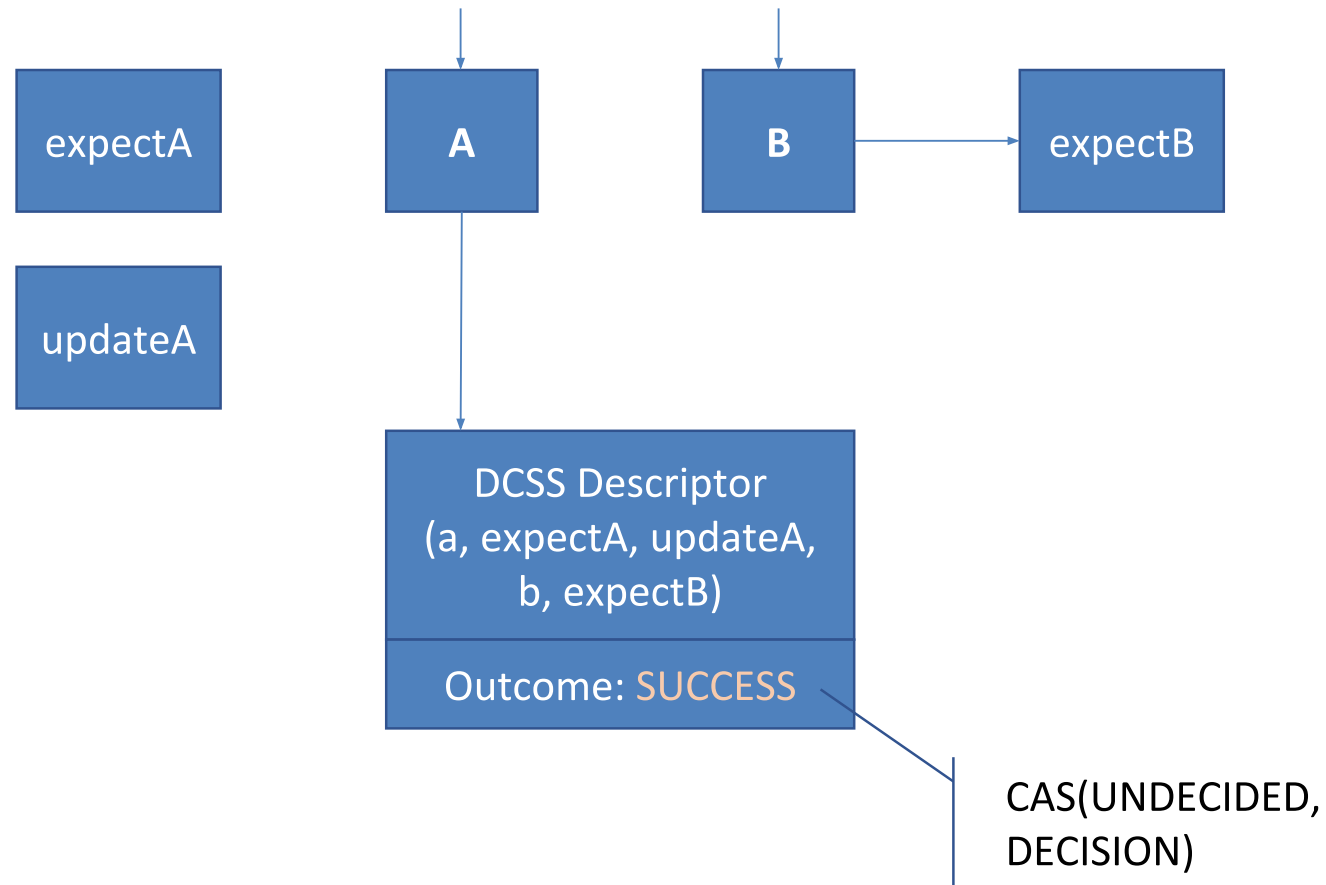 expectA
A
B
expectB
updateA
DCSS Descriptor
(a, expectA, updateA,
b, expectB)
Outcome: SUCCESS
CAS(UNDECIDED,
DECISION)